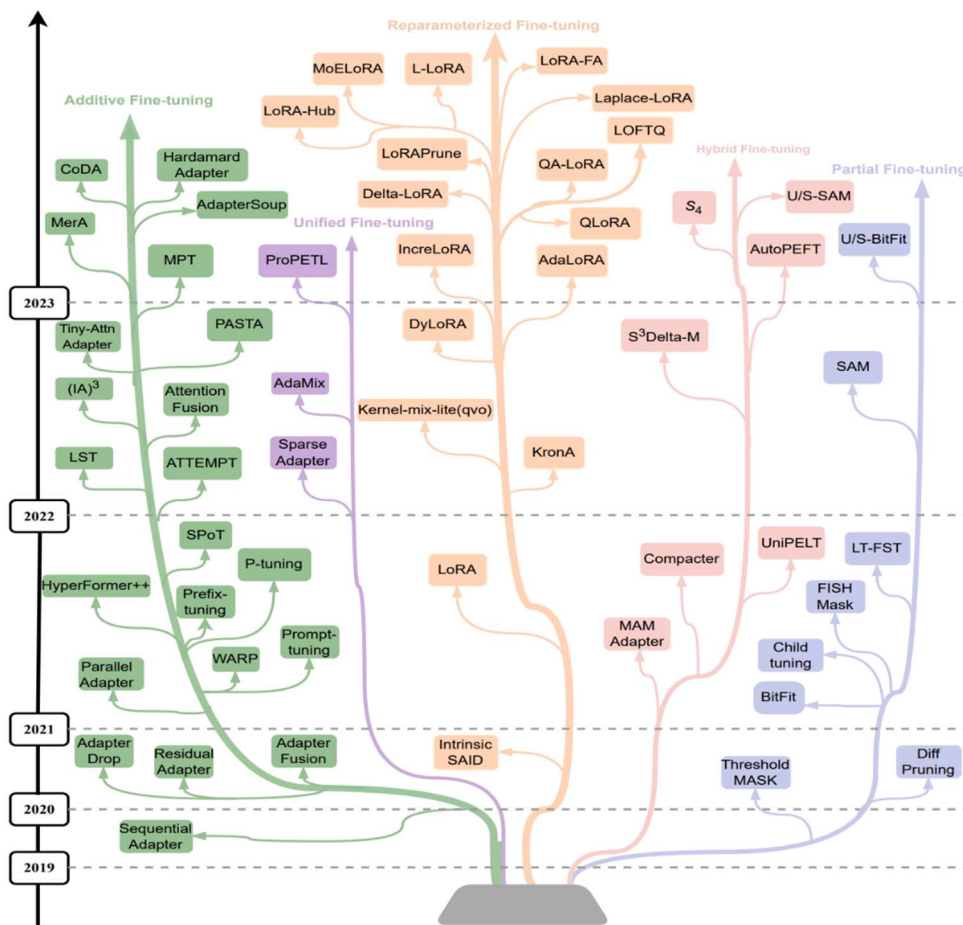 Reparameterized Fine-tuning
Additive Fine-tuning
Unified Fine-tuning
Hybrid Fine-tuning
Partial Fine-tuning
2023
2022
2021
2020
2019
CoDA
Hardamard
Adapter
AdapterSoup
MerA
MPT
Tiny-Attn
Adapter
PASTA
(IA)³
Attention
Fusion
LST
ATTEMPT
SPoT
HyperFormer++
P-tuning
Prefix-
tuning
Prompt-
tuning
WARP
Parallel
Adapter
Adapter
Drop
Residual
Adapter
Adapter
Fusion
Sequential
Adapter
ProPETL
AdaMix
Sparse
Adapter
MoELoRA
L-LoRA
LoRA-FA
LoRA-Hub
Laplace-LoRA
LOFTQ
LoRAPrune
QA-LoRA
Delta-LoRA
QLoRA
IncreLoRA
AdaLoRA
DyLoRA
Kernel-mix-lite(qvo)
KronA
LoRA
Intrinsic
SAID
S₄
U/S-SAM
AutoPEFT
S³Delta-M
Compacter
UniPELT
MAM
Adapter
U/S-BitFit
SAM
LT-FST
FISH
Mask
Child
tuning
BitFit
Threshold
MASK
Diff
Pruning